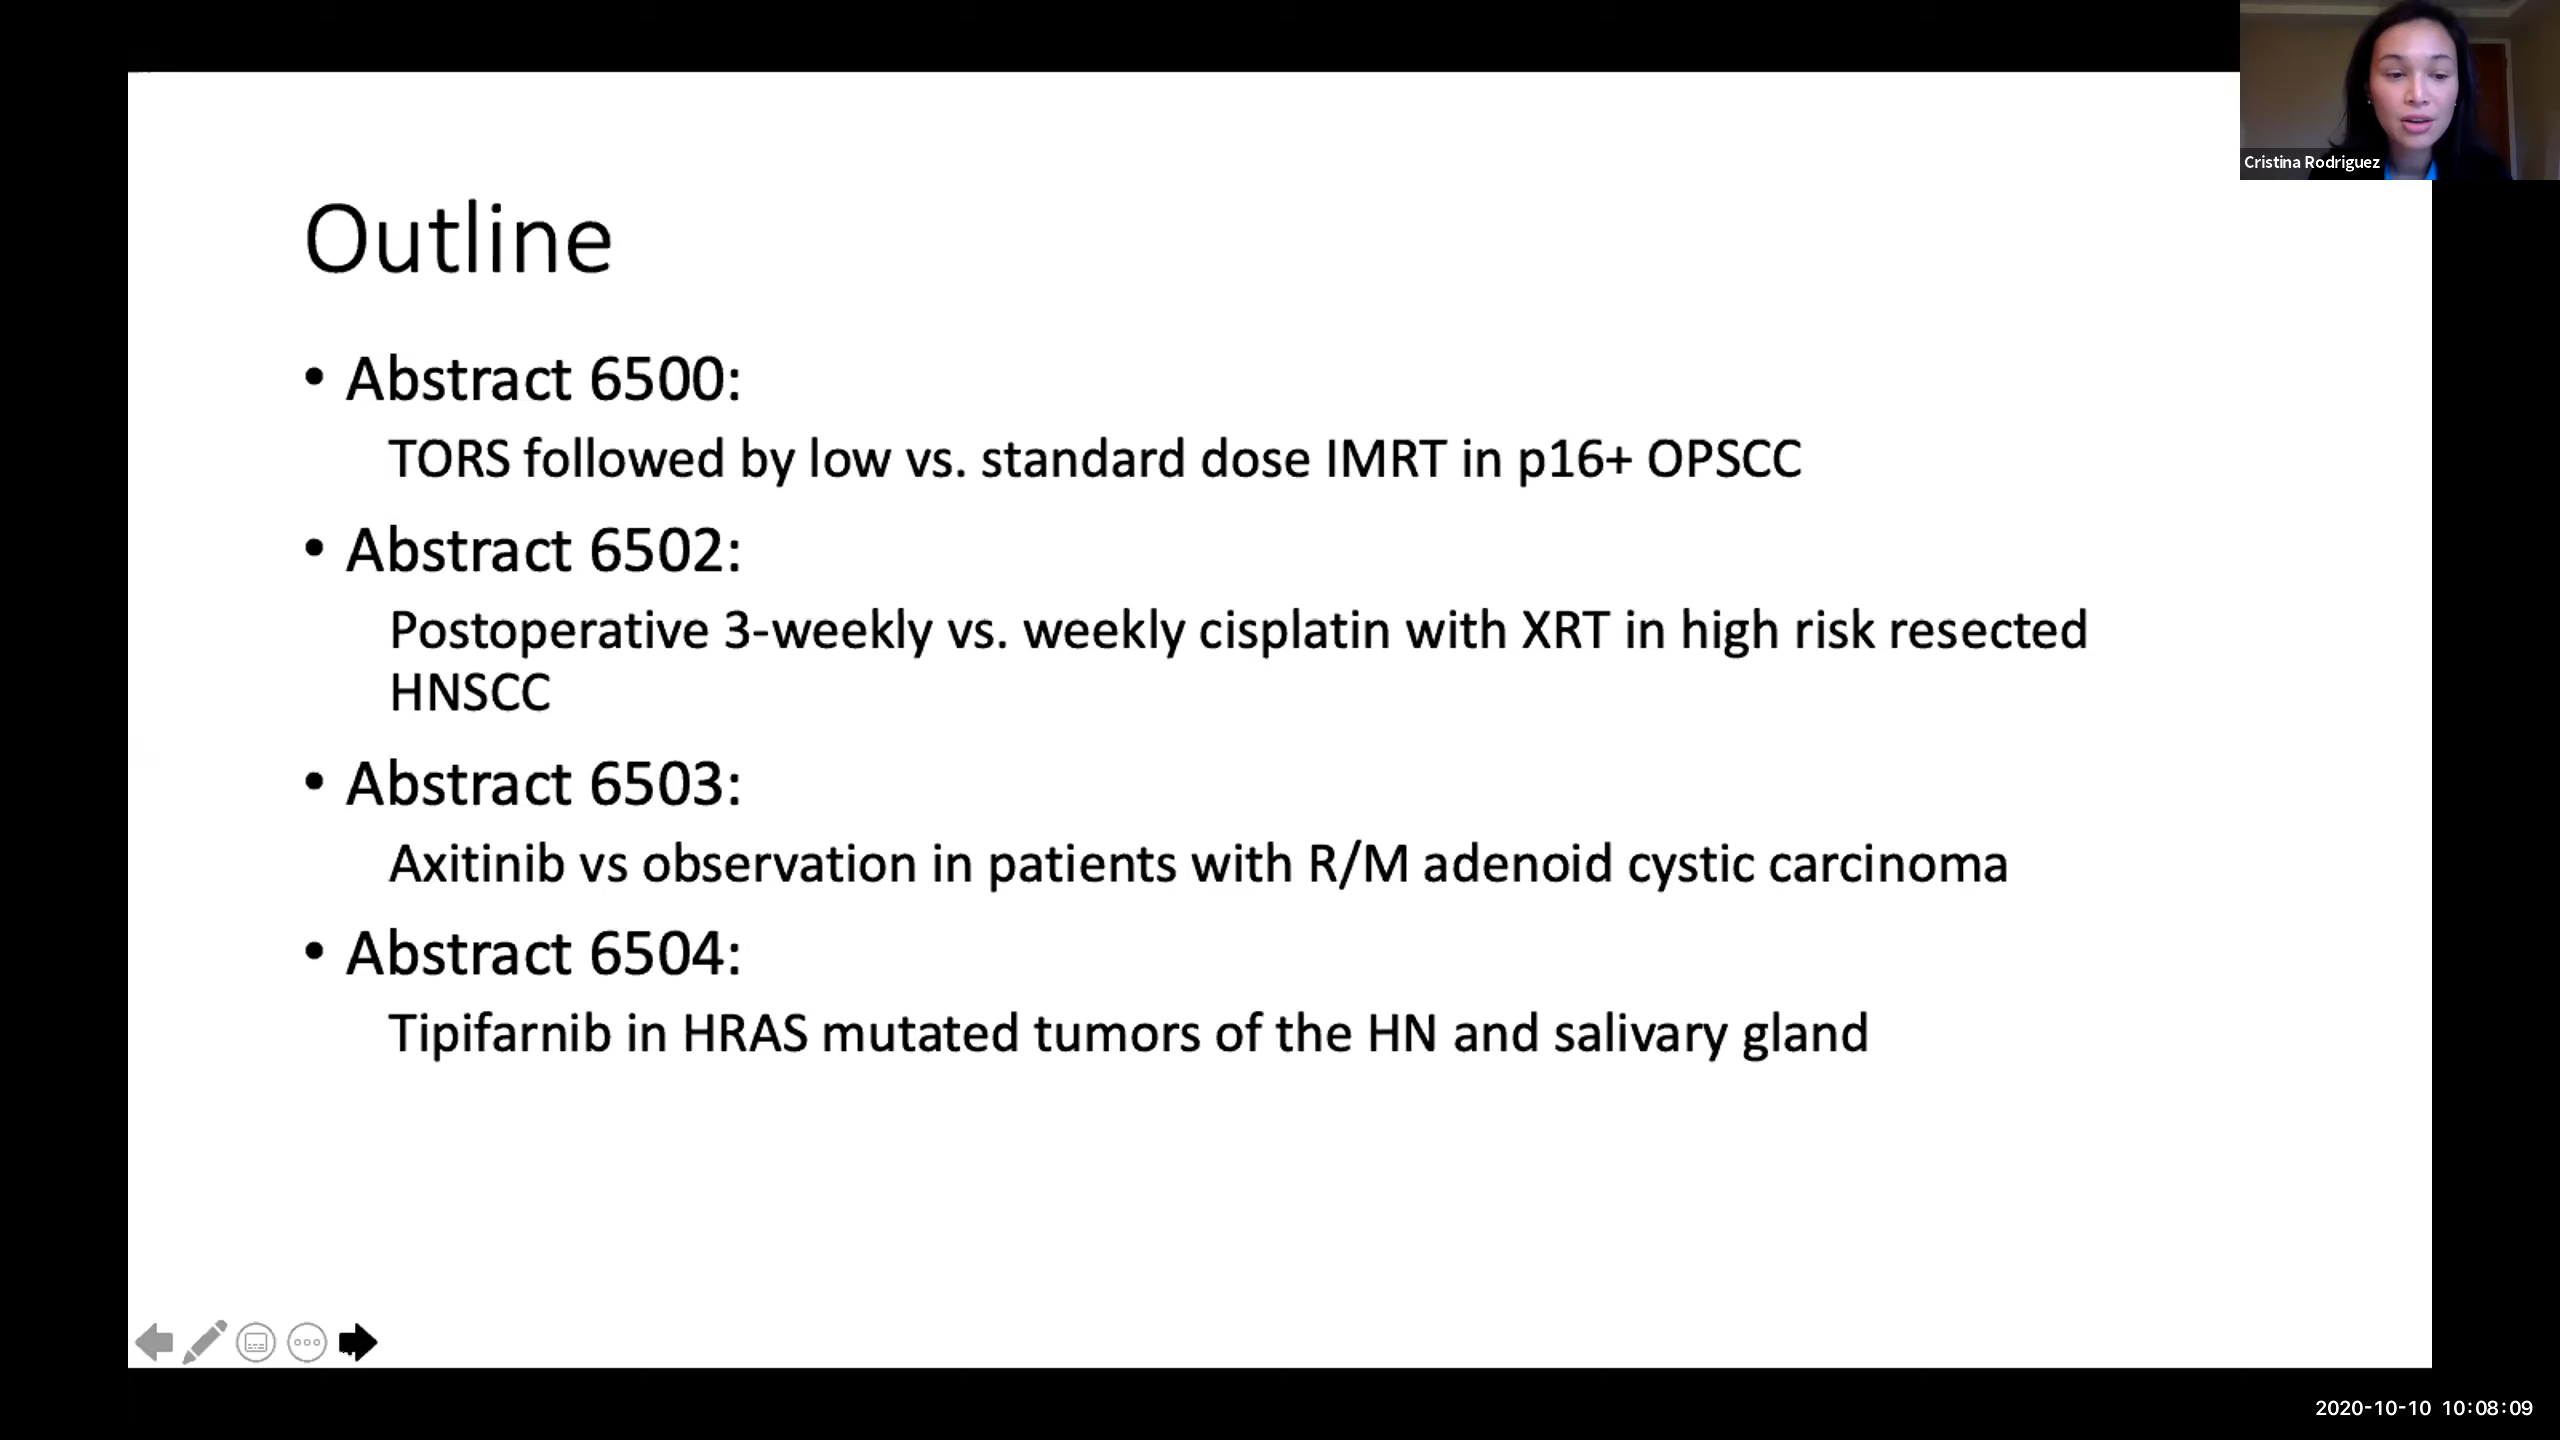 Cristina Rodriguez
Outline
• Abstract 6500:
TORS followed by low vs. standard dose IMRT in p16+ OPSCC
• Abstract 6502:
Postoperative 3-weekly vs. weekly cisplatin with XRT in high risk resected
HNSCC
• Abstract 6503:
Axitinib vs observation in patients with R/M adenoid cystic carcinoma
• Abstract 6504:
Tipifarnib in HRAS mutated tumors of the HN and salivary gland
2020-10-10 10:08:09